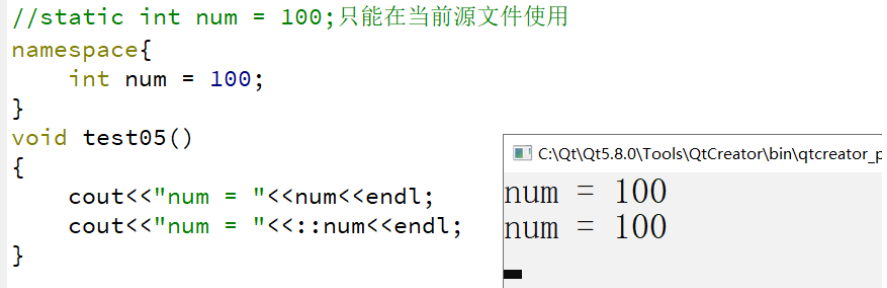 //static int num = 100;只能在当前源文件使用
namespace{
    int num = 100;
}
void test05()
{
    cout<<"num = "<<num<<endl;
    cout<<"num = "<<::num<<endl;
}
C:\Qt\Qt5.8.0\Tools\QtCreator\bin\qtcreator_p
num = 100
num = 100